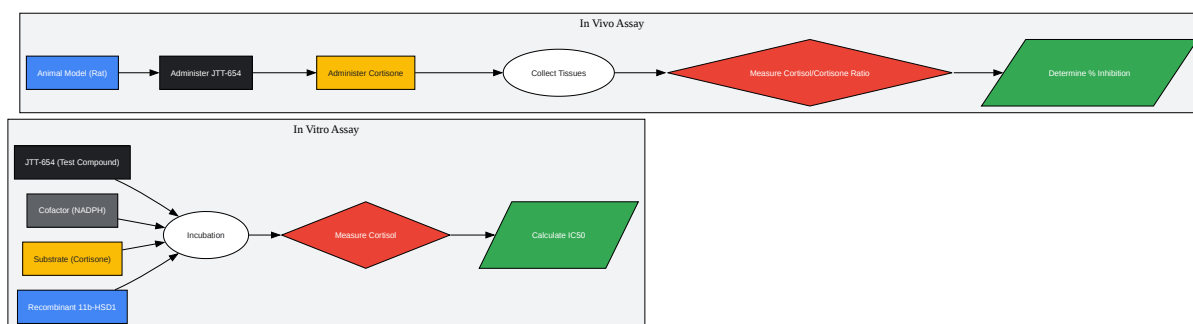 In Vivo Assay
Animal Model (Rat)
Administer JTT-654
Administer Cortisone
Collect Tissues
Measure Cortisol/Cortisone Ratio
Determine % Inhibition
In Vitro Assay
JTT-654 (Test Compound)
Cofactor (NADPH)
Substrate (Cortisone)
Recombinant 11b-HSD1
Incubation
Measure Cortisol
Calculate IC50